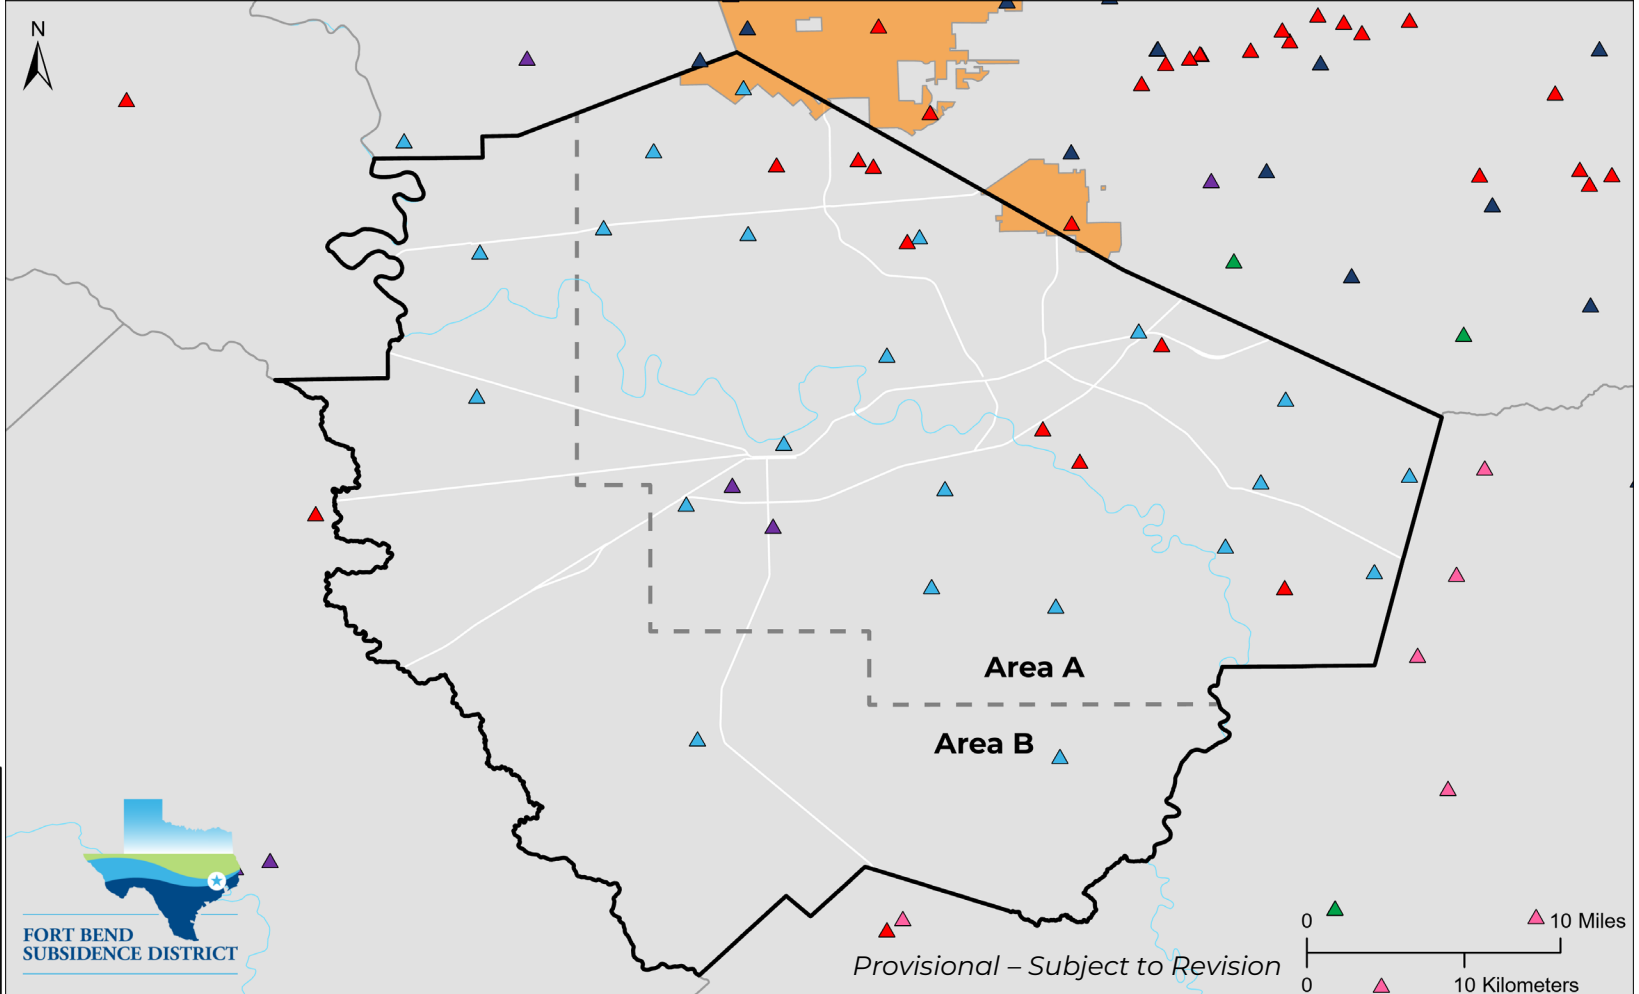 N
Area A
Area B
FORT BEND
SUBSIDENCE DISTRICT
Provisional – Subject to Revision
0
10 Miles
0
10 Kilometers